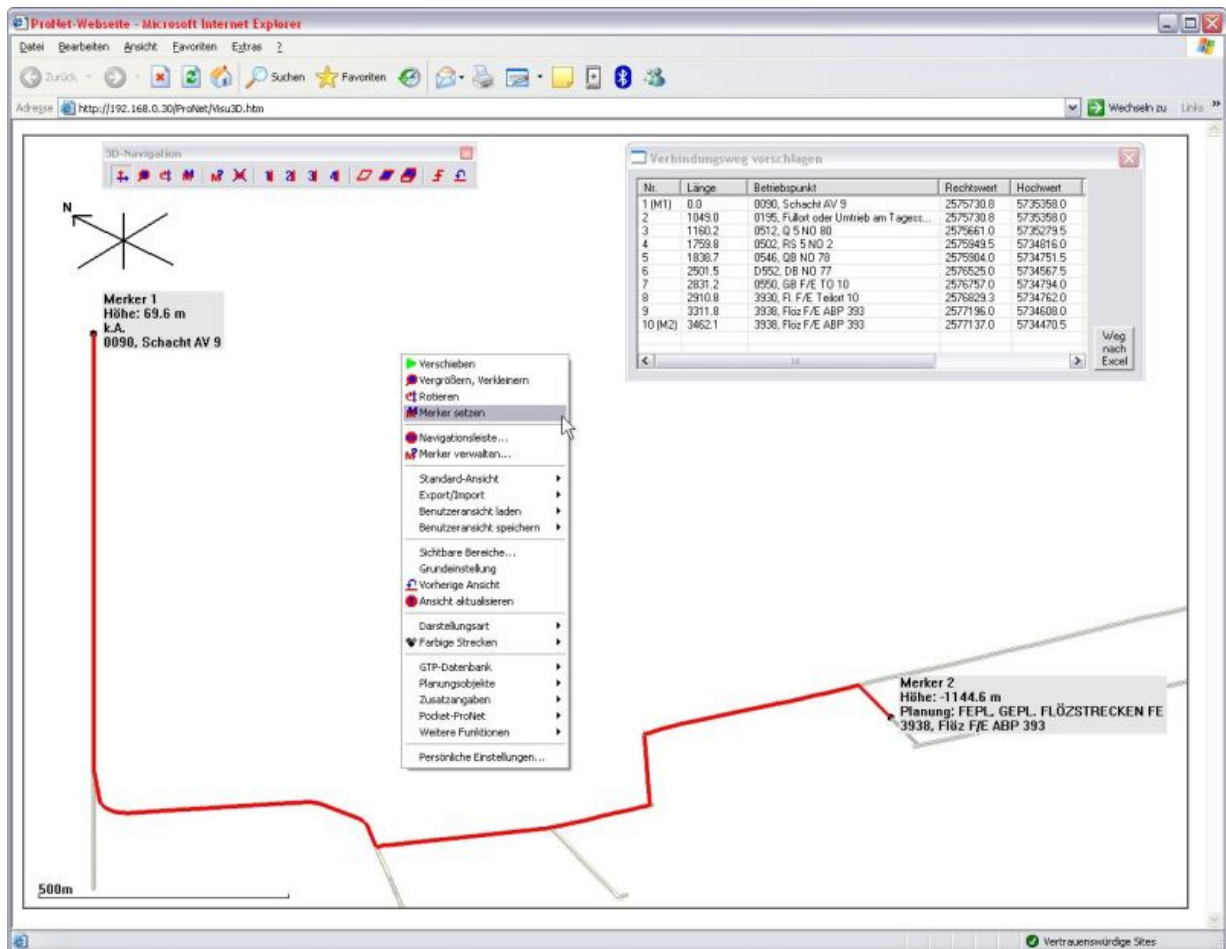 ProNet-Webseite - Microsoft Internet Explorer
Datei Bearbeiten Ansicht Favoriten Extras ?
Zurück Suchen Favoriten
Adresse http://192.168.0.30/ProNet/Visu3D.htm Wechseln zu Links »
3D-Navigation
N
Merker 1
Höhe: 69.6 m
k.A.
0090, Schacht AV 9
Verbindungsweg vorschlagen
Nr. Länge Betriebspunkt Rechtswert Hochwert
1 (M1) 0.0 0090, Schacht AV 9 2575730.8 5735358.0
2 1049.0 0195, Füllort oder Umtrieb am Tagess... 2575730.8 5735358.0
3 1160.2 0512, Q 5 NO 80 2575661.0 5735279.5
4 1759.8 0502, RS 5 NO 2 2575949.5 5734816.0
5 1838.7 0546, QB NO 78 2575904.0 5734751.5
6 2501.5 D552, DB NO 77 2576525.0 5734567.5
7 2831.2 0550, GB F/E TO 10 2576757.0 5734794.0
8 2910.8 3930, Fl. F/E Teilort 10 2576829.3 5734762.0
9 3311.8 3938, Flöz F/E ABP 393 2577196.0 5734608.0
10 (M2) 3462.1 3938, Flöz F/E ABP 393 2577137.0 5734470.5
Weg
nach
Excel
Verschieben
Vergrößern, Verkleinern
Rotieren
Merker setzen
Navigationsleiste...
Merker verwalten...
Standard-Ansicht
Export/Import
Benutzeransicht laden
Benutzeransicht speichern
Sichtbare Bereiche...
Grundeinstellung
Vorherige Ansicht
Ansicht aktualisieren
Darstellungsart
Farbige Strecken
GTP-Datenbank
Planungsobjekte
Zusatzangaben
Pocket-ProNet
Weitere Funktionen
Persönliche Einstellungen...
Merker 2
Höhe: -1144.6 m
Planung: FEPL, GEPL. FLÖZSTRECKEN FE
3938, Flöz F/E ABP 393
500m
Vertrauenswürdige Sites